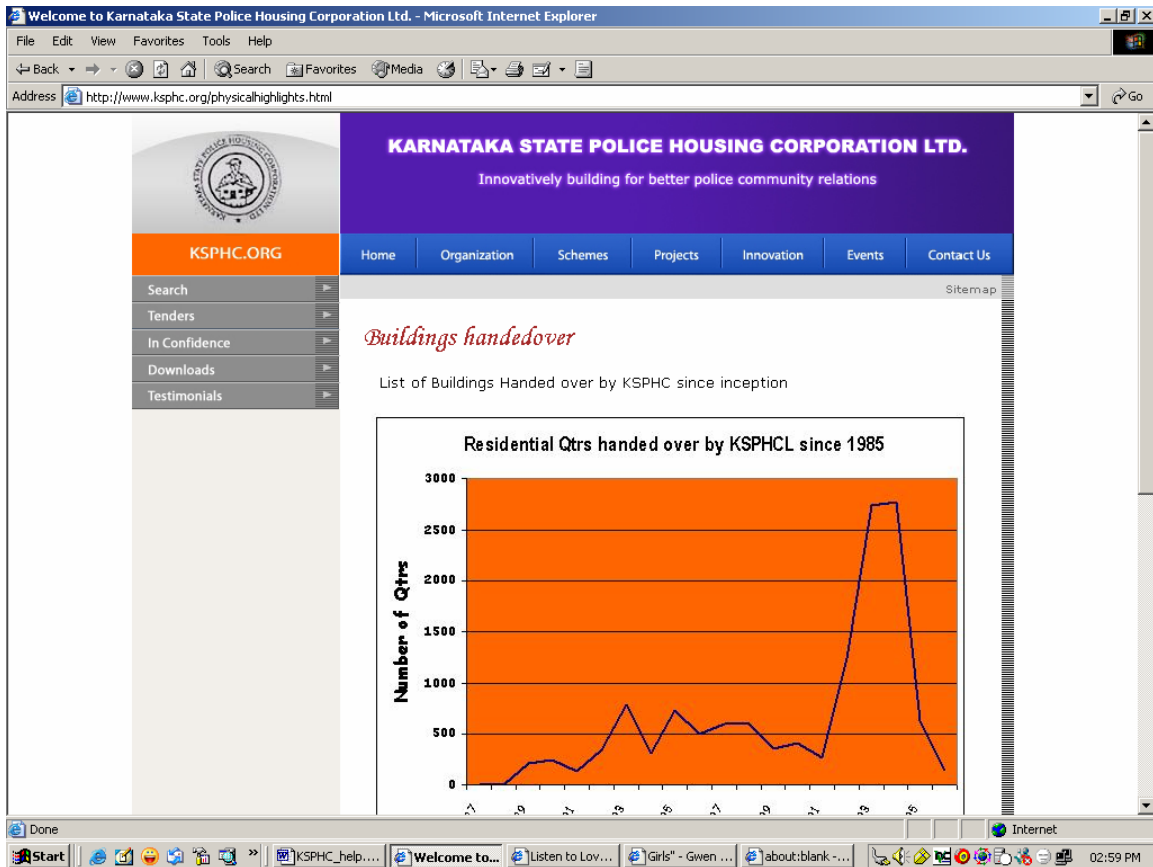 Welcome to Karnataka State Police Housing Corporation Ltd. - Microsoft Internet Explorer
File Edit View Favorites Tools Help
Back Search Favorites Media
Address http://www.ksphc.org/physicalhighlights.html Go
KARNATAKA STATE POLICE HOUSING CORPORATION LTD.
Innovatively building for better police community relations
KSPHC.ORG
Home Organization Schemes Projects Innovation Events Contact Us
Sitemap
Search
Tenders
In Confidence
Downloads
Testimonials
Buildings handedover
List of Buildings Handed over by KSPHC since inception
Residential Qtrs handed over by KSPHCL since 1985
Number of Qtrs
3000
2500
2000
1500
1000
500
0
Done Internet
Start » KSPHC_help.... Welcome to... Listen to Lov... Girls" - Gwen ... about:blank -... 02:59 PM